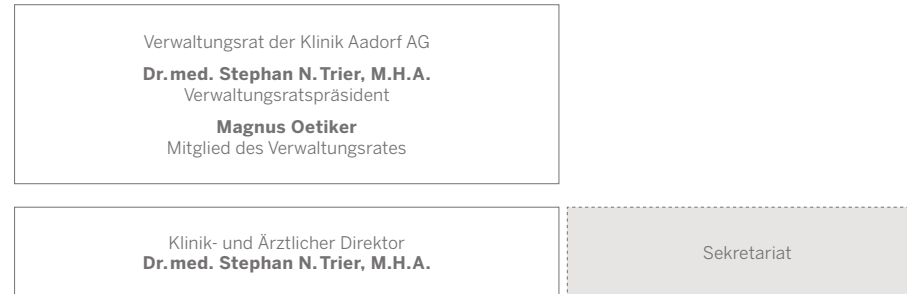 Verwaltungsrat der Klinik Aadorf AG
Dr. med. Stephan N. Trier, M.H.A.
Verwaltungsratspräsident
Magnus Oetiker
Mitglied des Verwaltungsrates
Klinik- und Ärztlicher Direktor
Dr. med. Stephan N. Trier, M.H.A.
Sekretariat